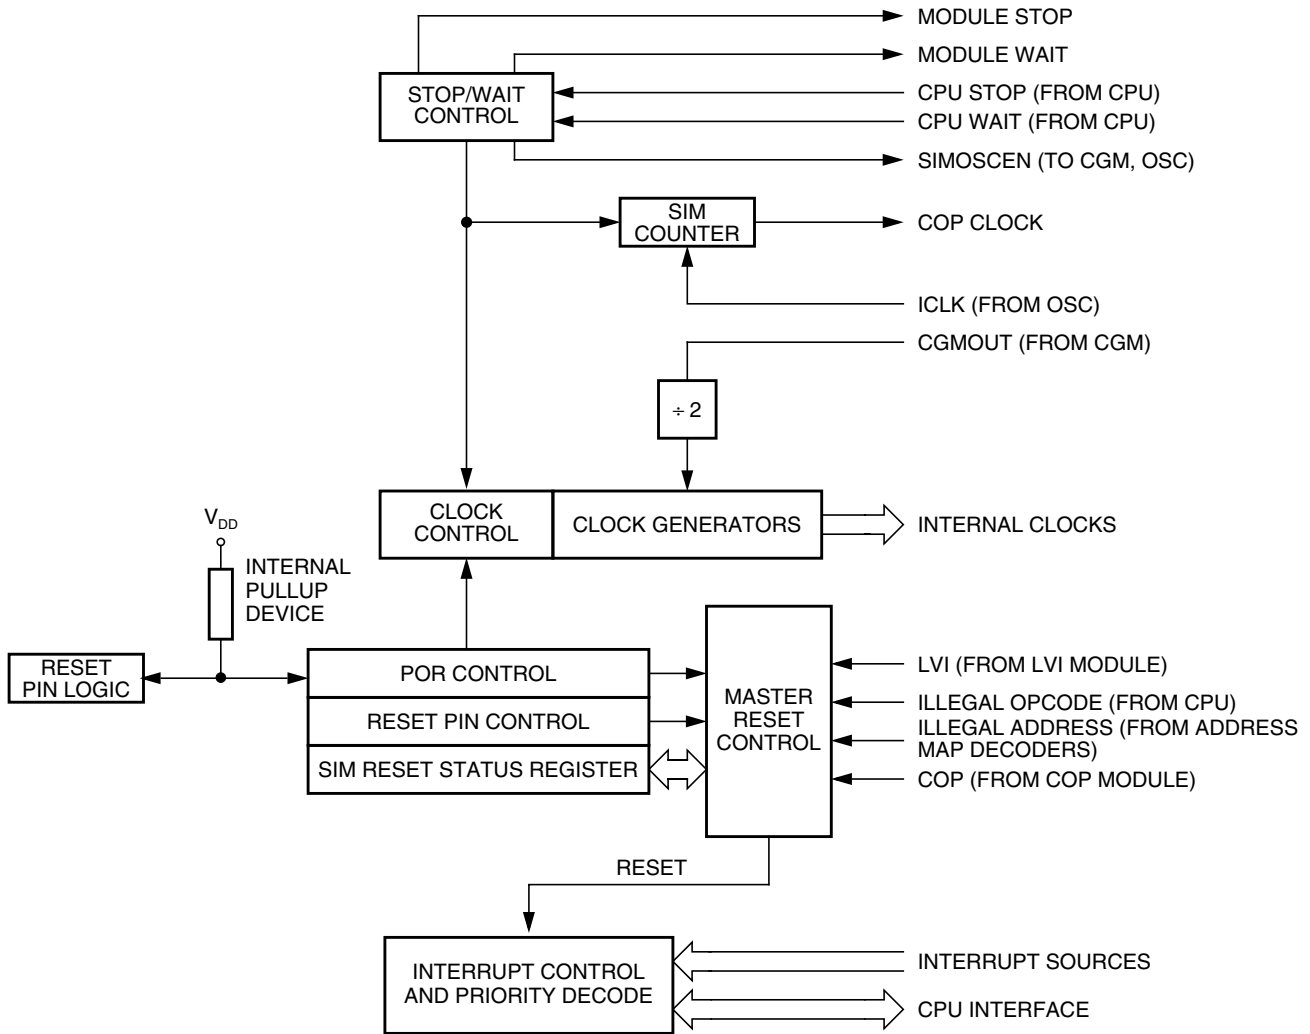 MODULE STOP
MODULE WAIT
STOP/WAIT
CONTROL
CPU STOP (FROM CPU)
CPU WAIT (FROM CPU)
SIMOSCEN (TO CGM, OSC)
SIM
COUNTER
COP CLOCK
ICLK (FROM OSC)
CGMOUT (FROM CGM)
÷ 2
CLOCK
CONTROL
CLOCK GENERATORS
INTERNAL CLOCKS
VDD
INTERNAL
PULLUP
DEVICE
RESET
PIN LOGIC
POR CONTROL
RESET PIN CONTROL
SIM RESET STATUS REGISTER
MASTER
RESET
CONTROL
LVI (FROM LVI MODULE)
ILLEGAL OPCODE (FROM CPU)
ILLEGAL ADDRESS (FROM ADDRESS
MAP DECODERS)
COP (FROM COP MODULE)
RESET
INTERRUPT CONTROL
AND PRIORITY DECODE
INTERRUPT SOURCES
CPU INTERFACE